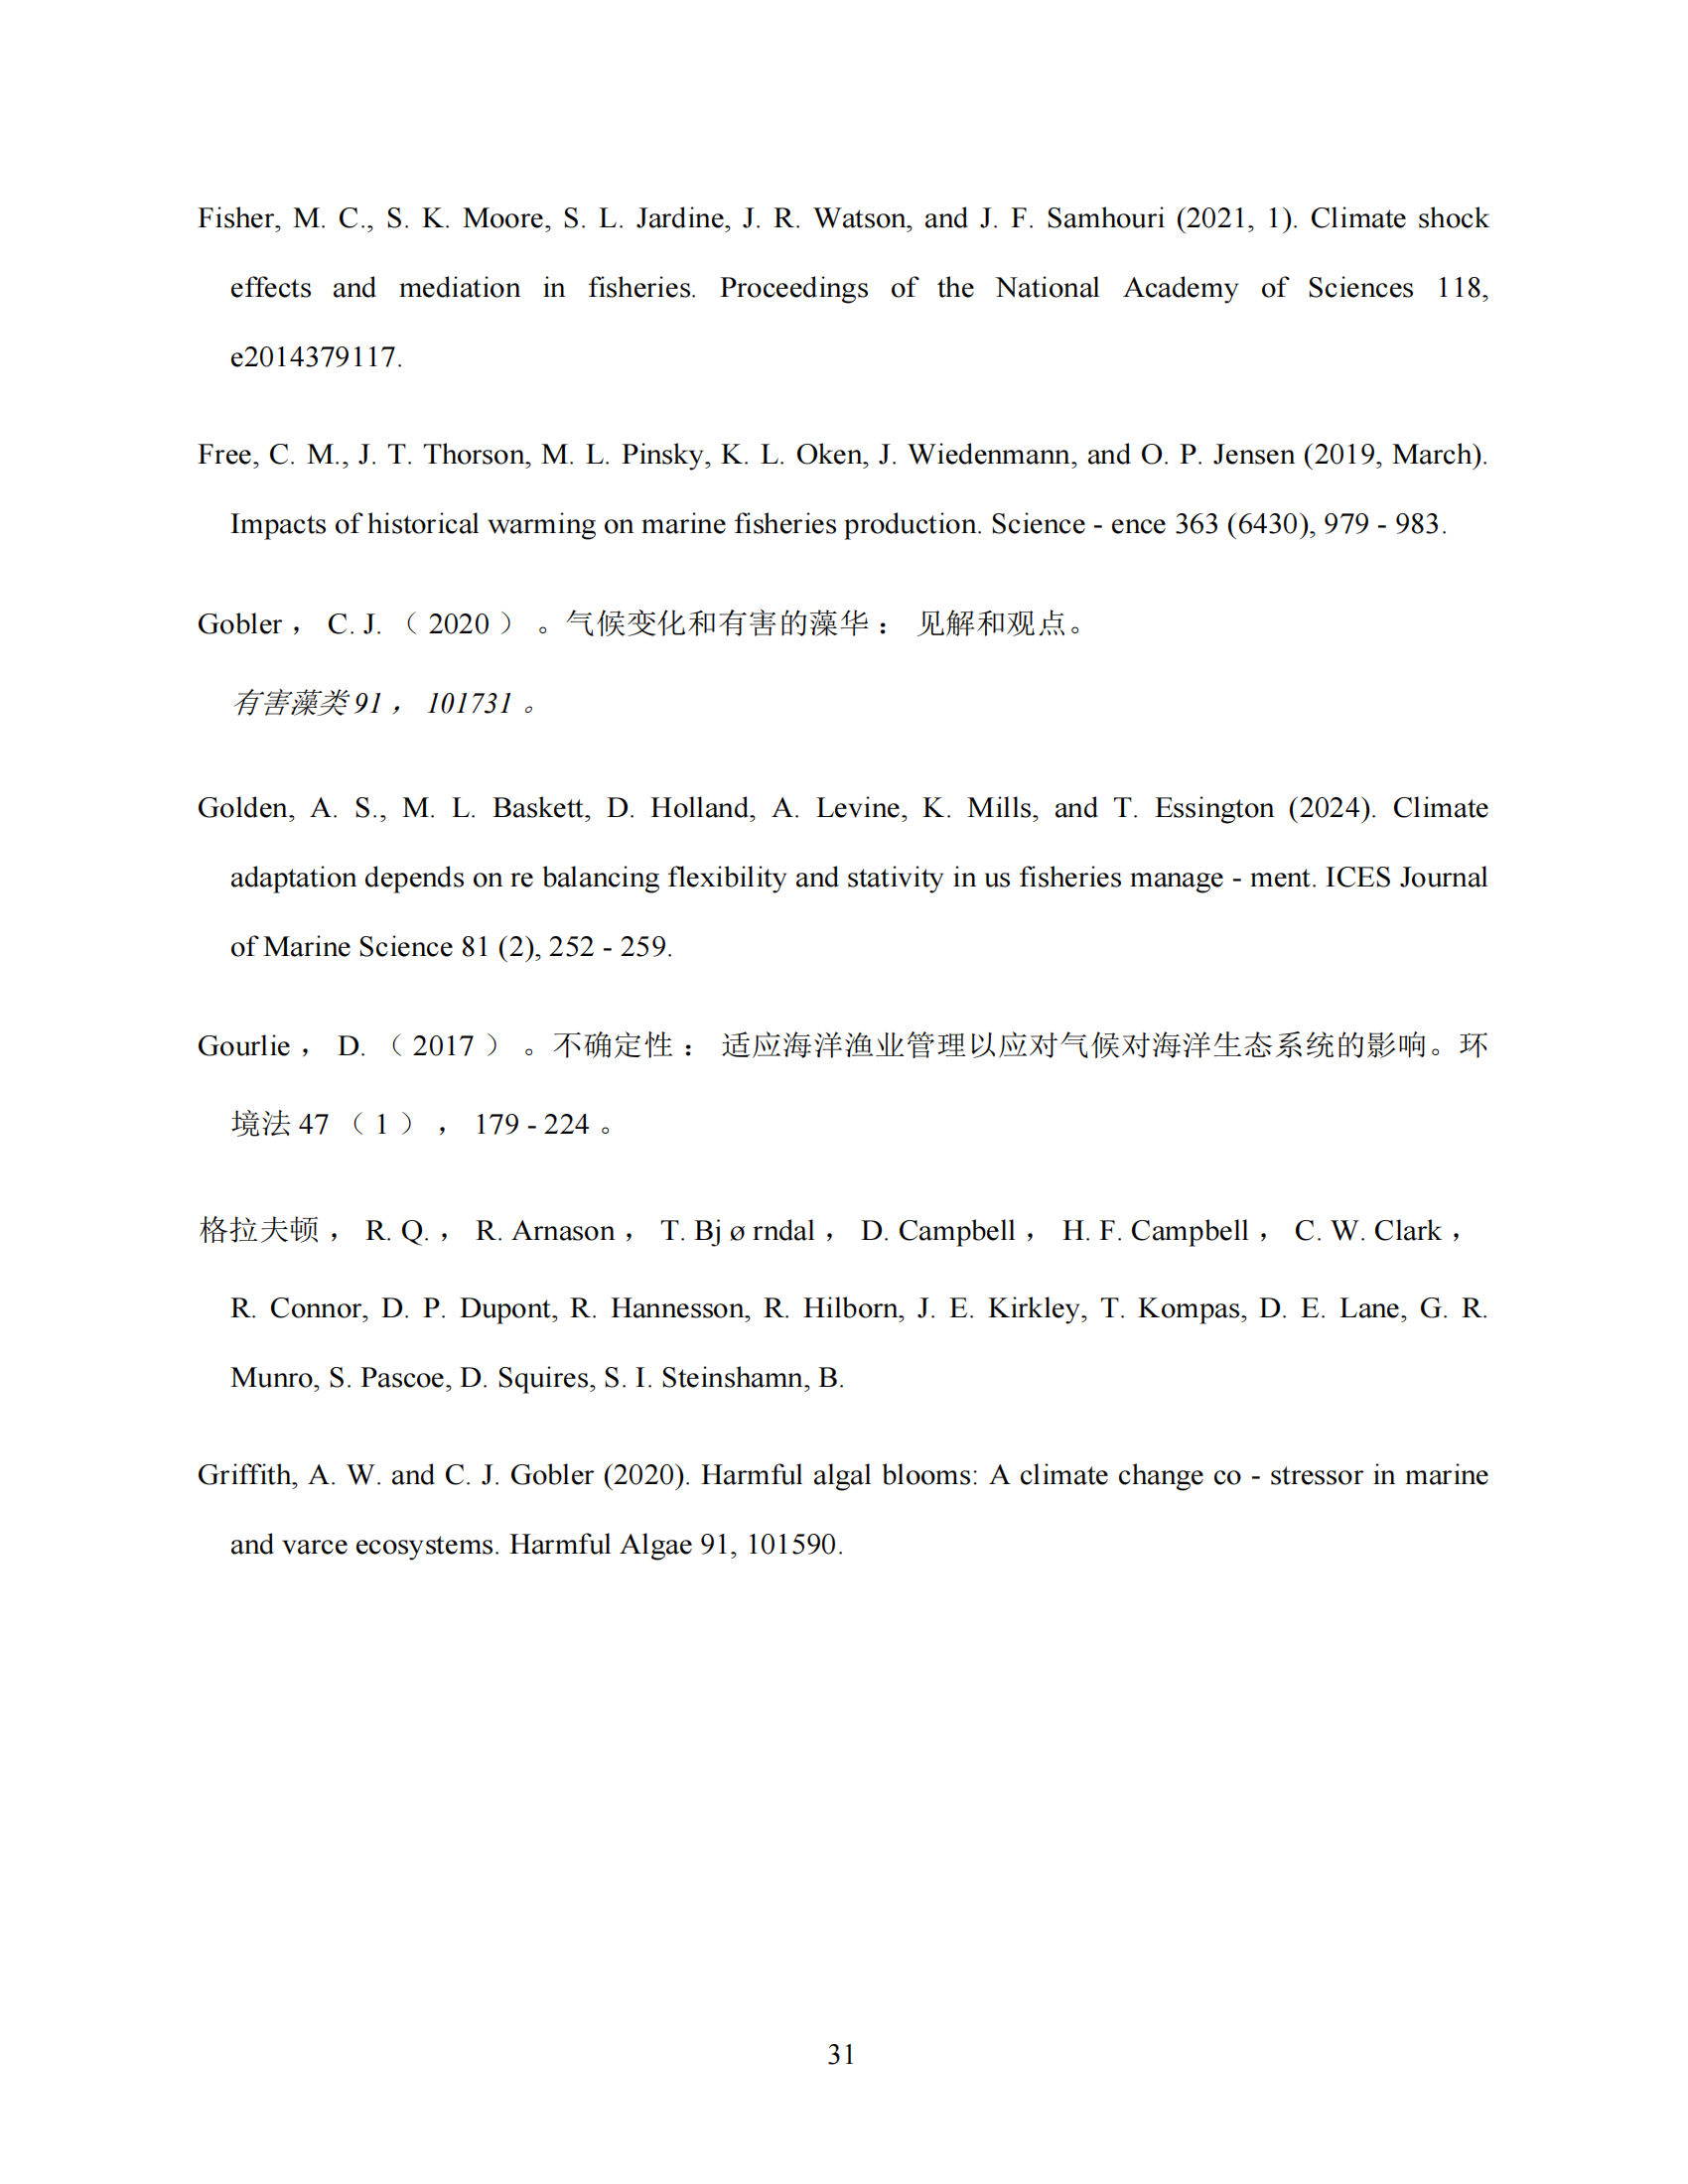 Fisher, M. C., S. K. Moore, S. L. Jardine, J. R. Watson, and J. F. Samhouri (2021, 1). Climate shock
effects and mediation in fisheries. Proceedings of the National Academy of Sciences 118,
e2014379117.
Free, C. M., J. T. Thorson, M. L. Pinsky, K. L. Oken, J. Wiedenmann, and O. P. Jensen (2019, March).
Impacts of historical warming on marine fisheries production. Science - ence 363 (6430), 979 - 983.
Gobler ， C. J. （ 2020 ） 。气候变化和有害的藻华 ： 见解和观点。
有害藻类 91 ， 101731 。
Golden, A. S., M. L. Baskett, D. Holland, A. Levine, K. Mills, and T. Essington (2024). Climate
adaptation depends on re balancing flexibility and stativity in us fisheries manage - ment. ICES Journal
of Marine Science 81 (2), 252 - 259.
Gourlie ， D. （ 2017 ） 。不确定性 ： 适应海洋渔业管理以应对气候对海洋生态系统的影响。环
境法 47 （ 1 ） ， 179 - 224 。
格拉夫顿 ， R. Q. ， R. Arnason ， T. Bj ø rndal ， D. Campbell ， H. F. Campbell ， C. W. Clark ，
R. Connor, D. P. Dupont, R. Hannesson, R. Hilborn, J. E. Kirkley, T. Kompas, D. E. Lane, G. R.
Munro, S. Pascoe, D. Squires, S. I. Steinshamn, B.
Griffith, A. W. and C. J. Gobler (2020). Harmful algal blooms: A climate change co - stressor in marine
and varce ecosystems. Harmful Algae 91, 101590.
31